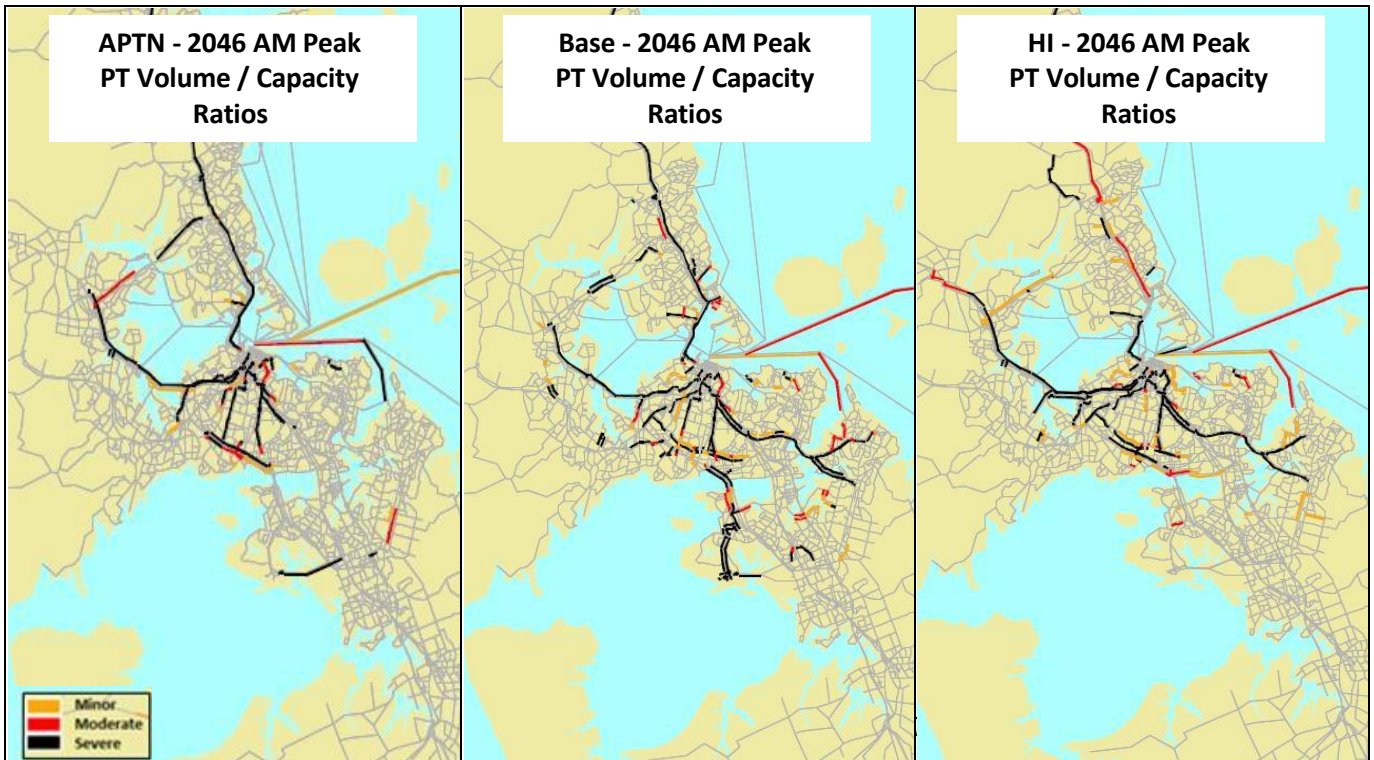 APTN - 2046 AM Peak
PT Volume / Capacity
Ratios
Base - 2046 AM Peak
PT Volume / Capacity
Ratios
HI - 2046 AM Peak
PT Volume / Capacity
Ratios
Minor
Moderate
Severe